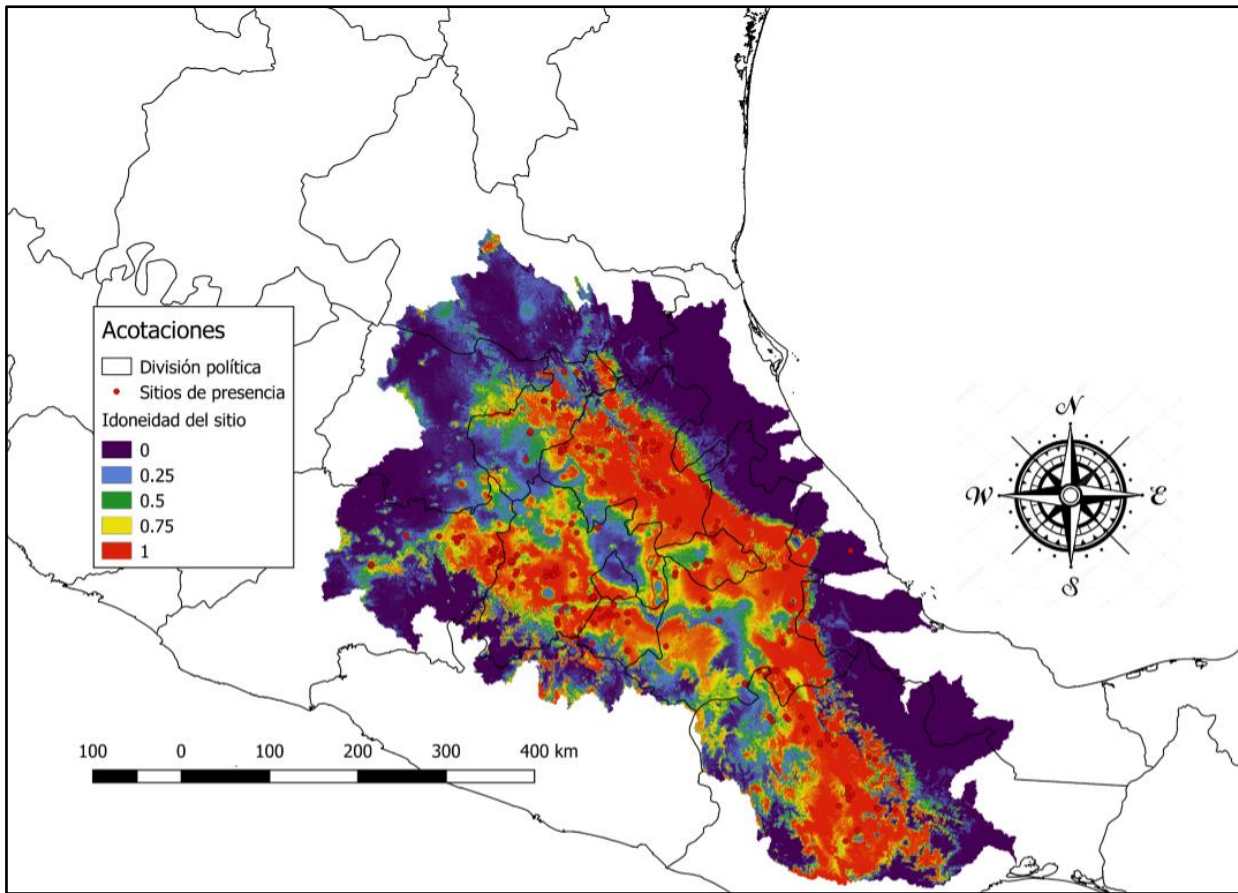 Acotaciones
División política
Sitios de presencia
Idoneidad del sitio
0
0.25
0.5
0.75
1
N
W
E
S
100 0 100 200 300 400 km